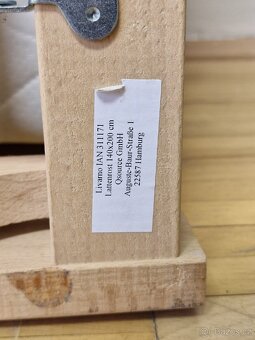 Livarno IAN 311171
Lattenrost 140x200 cm
Qsource GmbH
Auguste-Baur-Straße 1
22587 Hamburg